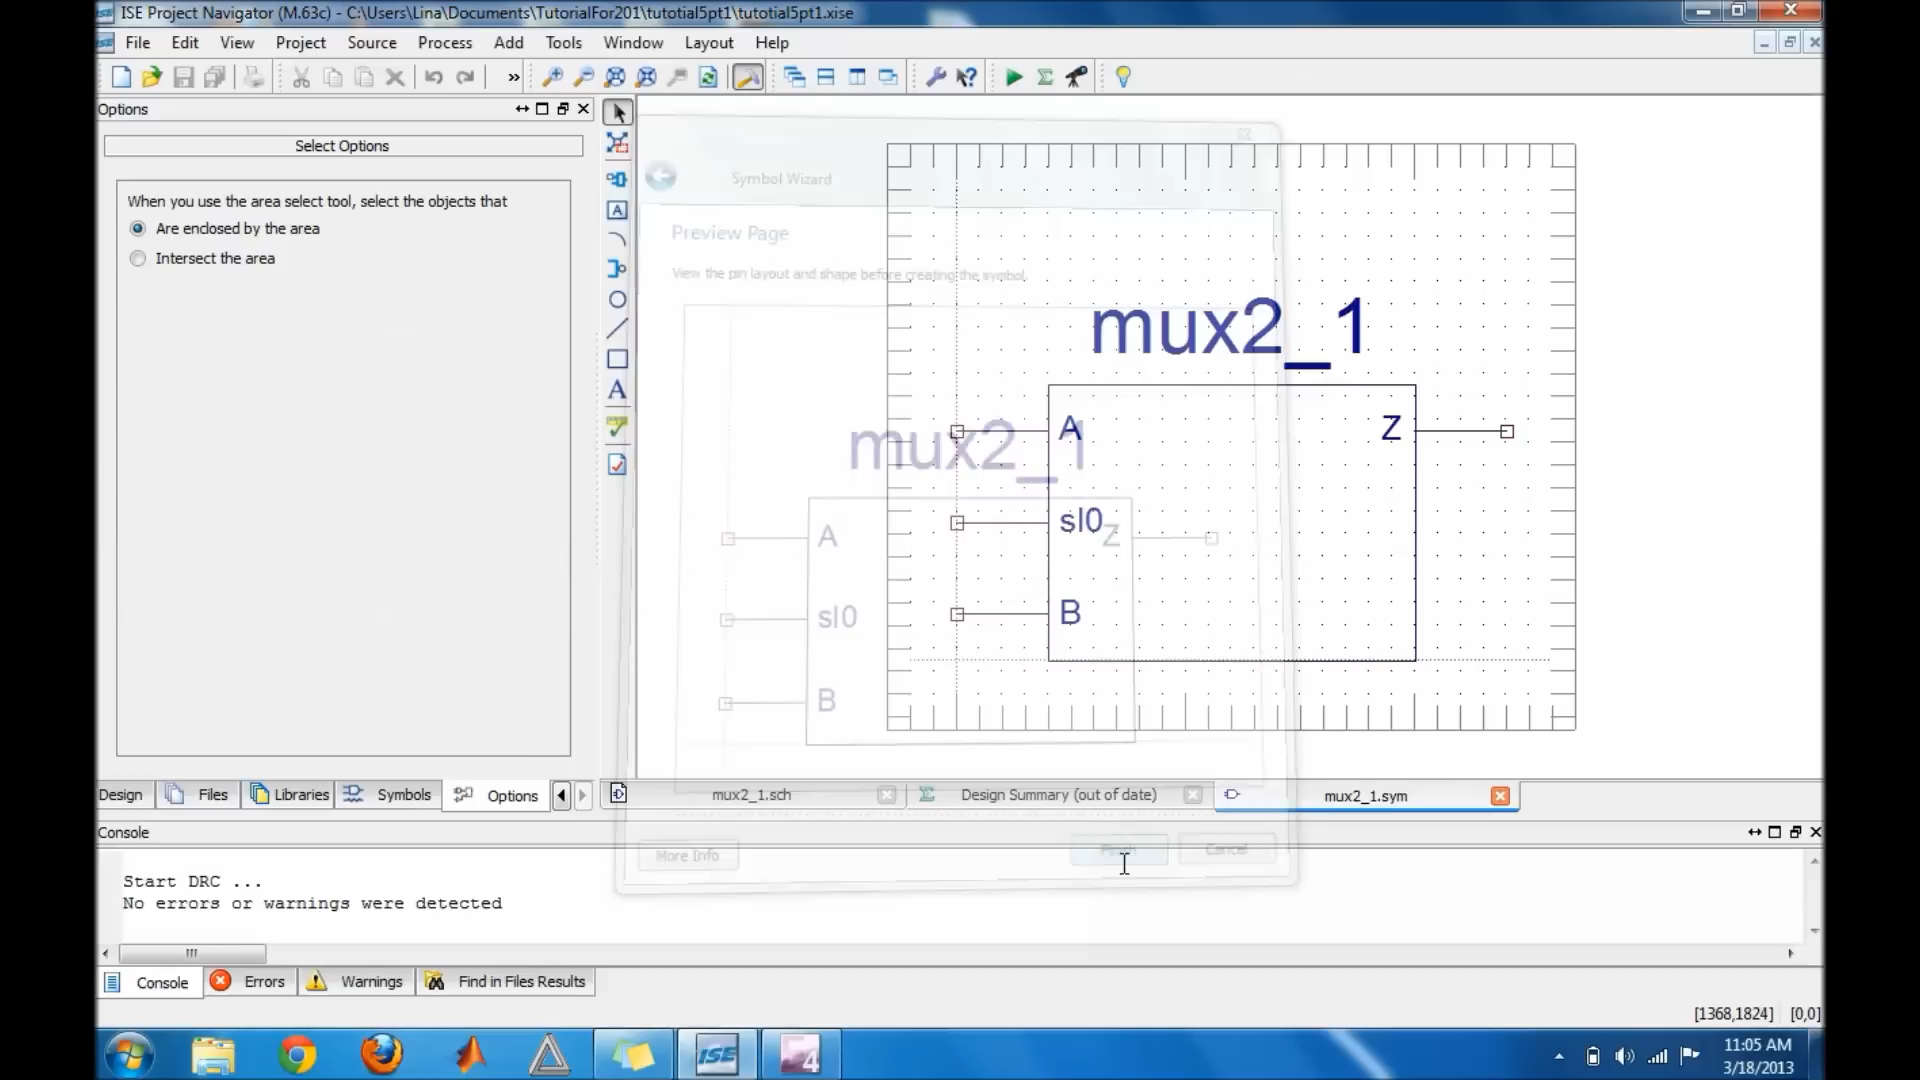 ISE Project Navigator (M.63c) - C:\Users\Lina\Documents\TutorialFor201\tutotial5pt1\tutotial5pt1.xise
File Edit View Project Source Process Add Tools Window Layout Help
Options
Select Options
When you use the area select tool, select the objects that
Are enclosed by the area
Intersect the area
Symbol Wizard
Preview Page
View the pin layout and shape before creating the symbol.
mux2_1
A Z
sl0
B
mux2_1
A Z
sl0
B
Design Files Libraries Symbols Options
mux2_1.sch Design Summary (out of date) mux2_1.sym
Console
More Info Finish Cancel
Start DRC ...
No errors or warnings were detected
Console Errors Warnings Find in Files Results
[1368,1824] [0,0]
ISE
4
11:05 AM
3/18/2013